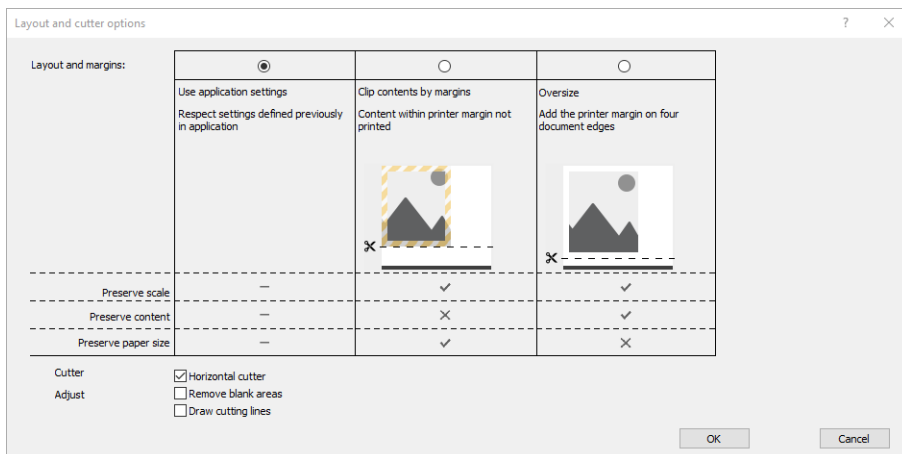 Layout and cutter options
?
Layout and margins:
Use application settings
Respect settings defined previously
in application
Clip contents by margins
Content within printer margin not
printed
Oversize
Add the printer margin on four
document edges
Preserve scale
Preserve content
Preserve paper size
Cutter
Horizontal cutter
Adjust
Remove blank areas
Draw cutting lines
OK
Cancel